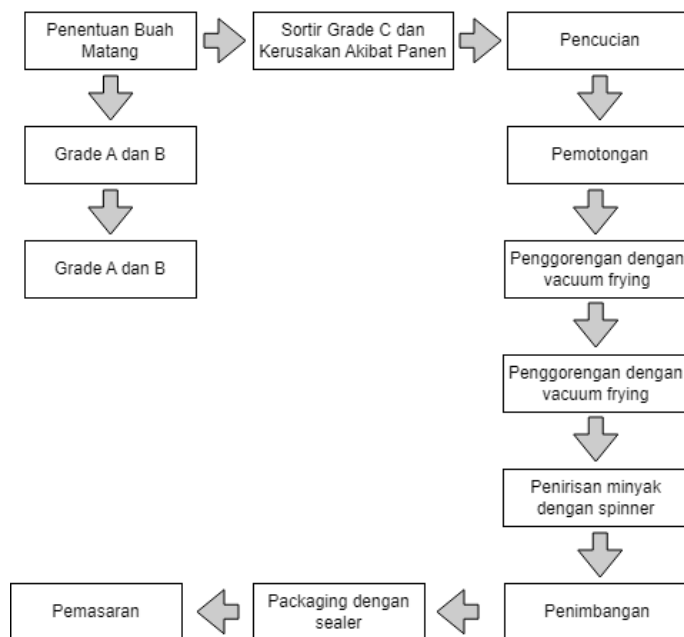 Penentuan Buah
Matang
Sortir Grade C dan
Kerusakan Akibat Panen
Pencucian
Grade A dan B
Pemotongan
Grade A dan B
Penggorengan dengan
vacuum frying
Penggorengan dengan
vacuum frying
Penirisan minyak
dengan spinner
Pemasaran
Packaging dengan
sealer
Penimbangan